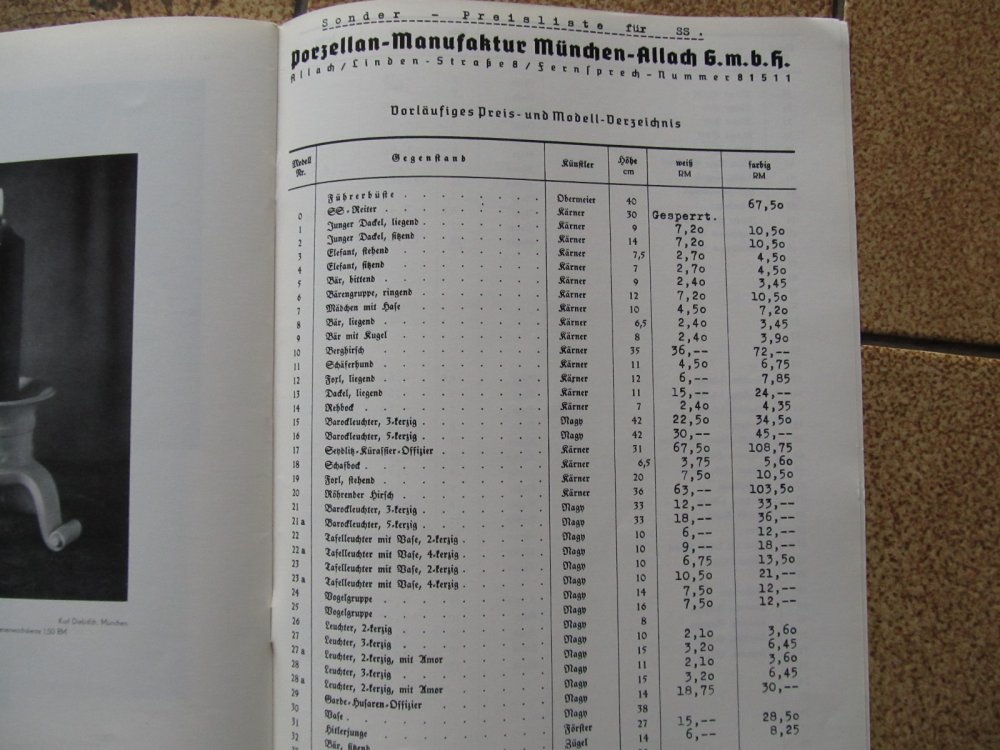 Sonder - Preisliste für SS.
Porzellan-Manufaktur München-Allach G.m.b.H.
Allach / Linden-Straße 8 / Fernsprech-Nummer 81511
Vorläufiges Preis- und Modell-Verzeichnis
Modell Nr. Gegenstand Künstler Höhe cm weiß RM farbig RM
Führerbüste Obermeier 40 67,50
0 SS-Reiter Kärner 30 Gesperrt.
1 Junger Dackel, liegend Kärner 9 7,20 10,50
2 Junger Dackel, sitzend Kärner 14 7,20 10,50
3 Elefant, stehend Kärner 7,5 2,70 4,50
4 Elefant, sitzend Kärner 7 2,70 4,50
5 Bär, bittend Kärner 9 2,40 3,45
6 Bärengruppe, ringend Kärner 12 7,20 10,50
7 Mädchen mit Hase Kärner 10 4,50 7,20
8 Bär, liegend Kärner 6,5 2,40 3,45
9 Bär mit Kugel Kärner 8 2,40 3,90
10 Berghirsch Kärner 35 36,-- 72,--
11 Schäferhund Kärner 11 4,50 6,75
12 Foxl, liegend Kärner 12 6,-- 7,85
13 Dackel, liegend Kärner 11 15,-- 24,--
14 Rehbock Kärner 7 2,40 4,35
15 Barockleuchter, 3-kerzig Nagy 42 22,50 34,50
16 Barockleuchter, 5-kerzig Nagy 42 30,-- 45,--
17 Seydlitz-Kürassier-Offizier Kärner 31 67,50 108,75
18 Schafbock Kärner 6,5 3,75 5,60
19 Foxl, stehend Kärner 20 7,50 10,50
20 Röhrender Hirsch Kärner 36 63,-- 103,50
21 Barockleuchter, 3-kerzig Nagy 33 12,-- 33,--
21a Barockleuchter, 5-kerzig Nagy 33 18,-- 36,--
22 Tafelleuchter mit Vase, 2-kerzig Nagy 10 6,-- 12,--
22a Tafelleuchter mit Vase, 4-kerzig Nagy 10 9,-- 18,--
23 Tafelleuchter mit Vase, 2-kerzig Nagy 10 6,75 13,50
23a Tafelleuchter mit Vase, 4-kerzig Nagy 10 10,50 21,--
24 Vogelgruppe Nagy 14 7,50 12,--
25 Vogelgruppe Nagy 16 7,50 12,--
26 Leuchter, 2-kerzig Nagy 8 2,10 3,60
27 Leuchter, 3-kerzig Nagy 10 3,20 6,45
27a Leuchter, 2-kerzig, mit Amor Nagy 15 2,10 3,60
28 Leuchter, 3-kerzig Nagy 11 3,20 6,45
28a Leuchter, 2-kerzig, mit Amor Nagy 15 18,75 30,--
29 Garde-Husaren-Offizier Nagy 14
30 Vase Nagy 38 15,-- 28,50
31 Hitlerjunge Förster 27 6,-- 8,25
32 Bär, sitzend Zügel 14
Karl Diebitsch, München
1,50 RM